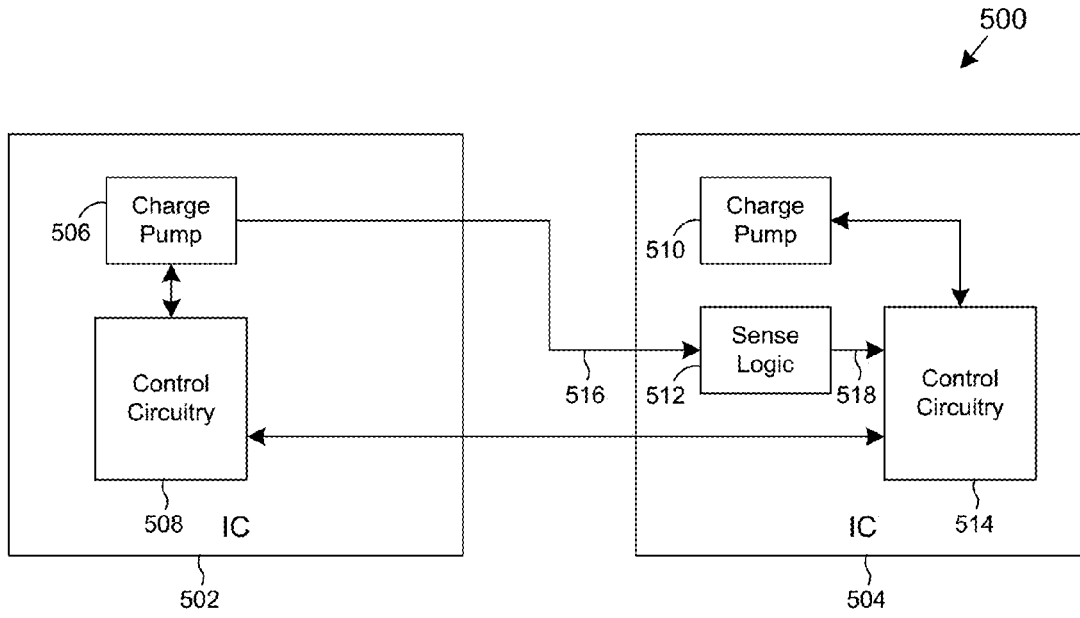 500
Charge
Pump
506
Control
Circuitry
508
IC
502
516
Charge
Pump
510
Sense
Logic
512
518
Control
Circuitry
514
IC
504